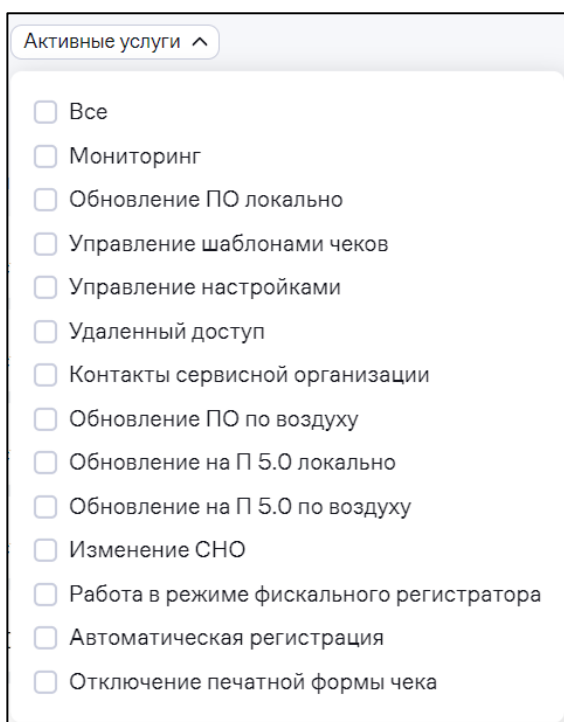 Активные услуги
Все
Мониторинг
Обновление ПО локально
Управление шаблонами чеков
Управление настройками
Удаленный доступ
Контакты сервисной организации
Обновление ПО по воздуху
Обновление на П 5.0 локально
Обновление на П 5.0 по воздуху
Изменение СНО
Работа в режиме фискального регистратора
Автоматическая регистрация
Отключение печатной формы чека